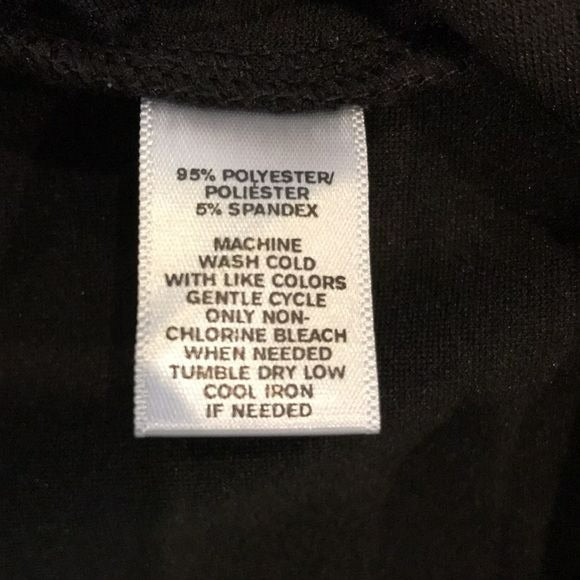 95% POLYESTER/
POLIÉSTER
5% SPANDEX
MACHINE
WASH COLD
WITH LIKE COLORS
GENTLE CYCLE
ONLY NON-
CHLORINE BLEACH
WHEN NEEDED
TUMBLE DRY LOW
COOL IRON
IF NEEDED